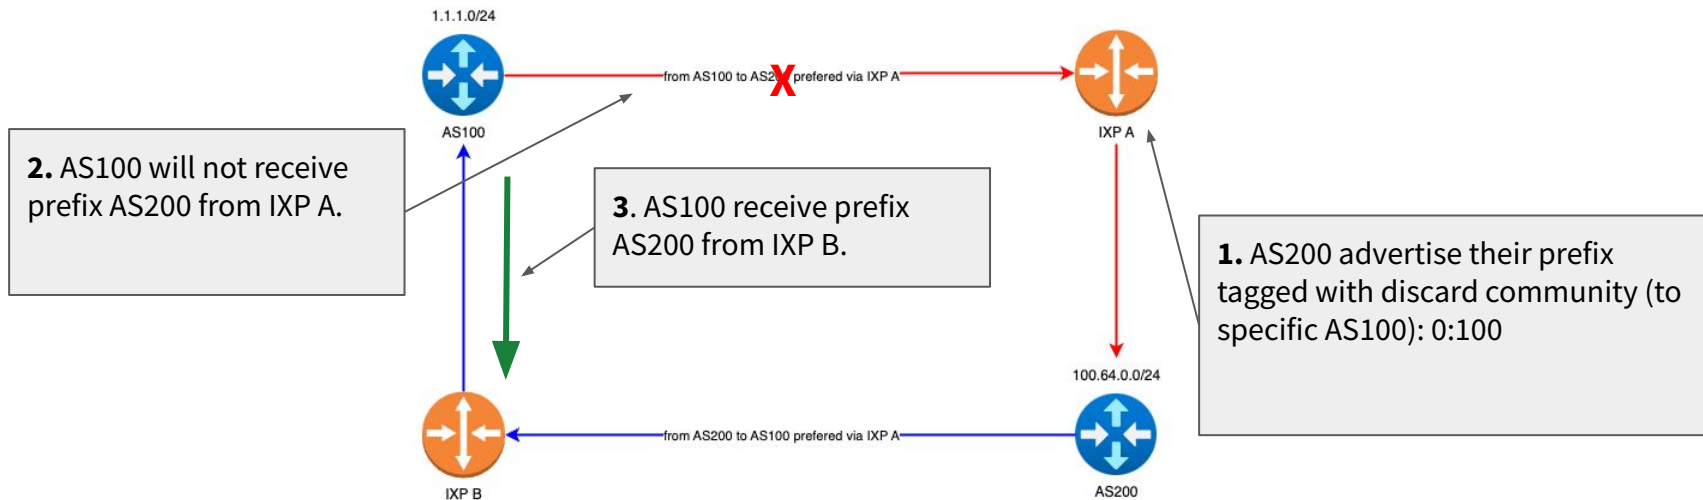 1.1.1.0/24
from AS100 to AS200 prefered via IXP A
X
AS100
IXP A
2. AS100 will not receive
prefix AS200 from IXP A.
3. AS100 receive prefix
AS200 from IXP B.
1. AS200 advertise their prefix
tagged with discard community (to
specific AS100): 0:100
100.64.0.0/24
from AS200 to AS100 prefered via IXP A
IXP B
AS200